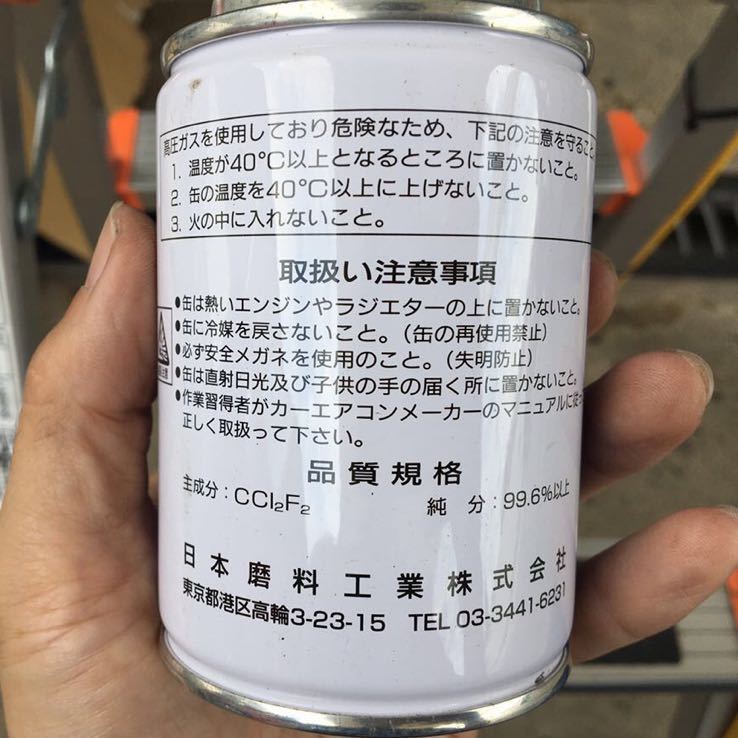 高圧ガスを使用しており危険なため、下記の注意を守ること
1. 温度が40℃以上となるところに置かないこと。
2. 缶の温度を40℃以上に上げないこと。
3. 火の中に入れないこと。
取扱い注意事項
●缶は熱いエンジンやラジエターの上に置かないこと。
●缶に冷媒を戻さないこと。(缶の再使用禁止)
●必ず安全メガネを使用のこと。(失明防止)
●缶は直射日光及び子供の手の届く所に置かないこと。
●作業習得者がカーエアコンメーカーのマニュアルに従っ
正しく取扱って下さい。
品質規格
主成分:CCl₂F₂ 純 分:99.6%以上
日本磨料工業株式会社
東京都港区高輪3-23-15 TEL 03-3441-6231